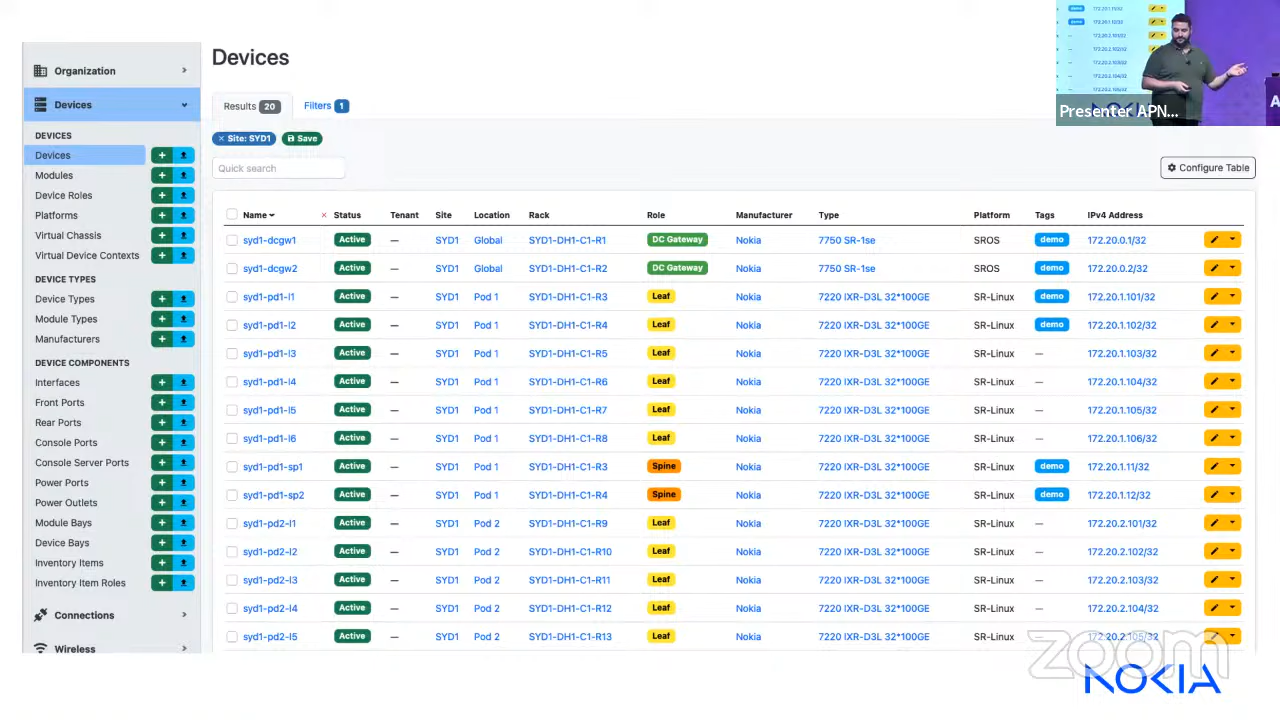 Organization
Devices
DEVICES
Devices
Modules
Device Roles
Platforms
Virtual Chassis
Virtual Device Contexts
DEVICE TYPES
Device Types
Module Types
Manufacturers
DEVICE COMPONENTS
Interfaces
Front Ports
Rear Ports
Console Ports
Console Server Ports
Power Ports
Power Outlets
Module Bays
Device Bays
Inventory Items
Inventory Item Roles
Connections
Wireless
Devices
Results 20 Filters 1
× Site: SYD1 Save
Quick search
Configure Table
Name Status Tenant Site Location Rack Role Manufacturer Type Platform Tags IPv4 Address
syd1-dcgw1 Active — SYD1 Global SYD1-DH1-C1-R1 DC Gateway Nokia 7750 SR-1se SROS demo 172.20.0.1/32
syd1-dcgw2 Active — SYD1 Global SYD1-DH1-C1-R2 DC Gateway Nokia 7750 SR-1se SROS demo 172.20.0.2/32
syd1-pd1-l1 Active — SYD1 Pod 1 SYD1-DH1-C1-R3 Leaf Nokia 7220 IXR-D3L 32*100GE SR-Linux demo 172.20.1.101/32
syd1-pd1-l2 Active — SYD1 Pod 1 SYD1-DH1-C1-R4 Leaf Nokia 7220 IXR-D3L 32*100GE SR-Linux demo 172.20.1.102/32
syd1-pd1-l3 Active — SYD1 Pod 1 SYD1-DH1-C1-R5 Leaf Nokia 7220 IXR-D3L 32*100GE SR-Linux — 172.20.1.103/32
syd1-pd1-l4 Active — SYD1 Pod 1 SYD1-DH1-C1-R6 Leaf Nokia 7220 IXR-D3L 32*100GE SR-Linux — 172.20.1.104/32
syd1-pd1-l5 Active — SYD1 Pod 1 SYD1-DH1-C1-R7 Leaf Nokia 7220 IXR-D3L 32*100GE SR-Linux — 172.20.1.105/32
syd1-pd1-l6 Active — SYD1 Pod 1 SYD1-DH1-C1-R8 Leaf Nokia 7220 IXR-D3L 32*100GE SR-Linux — 172.20.1.106/32
syd1-pd1-sp1 Active — SYD1 Pod 1 SYD1-DH1-C1-R3 Spine Nokia 7220 IXR-D3L 32*100GE SR-Linux demo 172.20.1.11/32
syd1-pd1-sp2 Active — SYD1 Pod 1 SYD1-DH1-C1-R4 Spine Nokia 7220 IXR-D3L 32*100GE SR-Linux demo 172.20.1.12/32
syd1-pd2-l1 Active — SYD1 Pod 2 SYD1-DH1-C1-R9 Leaf Nokia 7220 IXR-D3L 32*100GE SR-Linux — 172.20.2.101/32
syd1-pd2-l2 Active — SYD1 Pod 2 SYD1-DH1-C1-R10 Leaf Nokia 7220 IXR-D3L 32*100GE SR-Linux — 172.20.2.102/32
syd1-pd2-l3 Active — SYD1 Pod 2 SYD1-DH1-C1-R11 Leaf Nokia 7220 IXR-D3L 32*100GE SR-Linux — 172.20.2.103/32
syd1-pd2-l4 Active — SYD1 Pod 2 SYD1-DH1-C1-R12 Leaf Nokia 7220 IXR-D3L 32*100GE SR-Linux — 172.20.2.104/32
syd1-pd2-l5 Active — SYD1 Pod 2 SYD1-DH1-C1-R13 Leaf Nokia 7220 IXR-D3L 32*100GE SR-Linux — 172.20.2.105/32
Presenter APN...
zoom
NOKIA